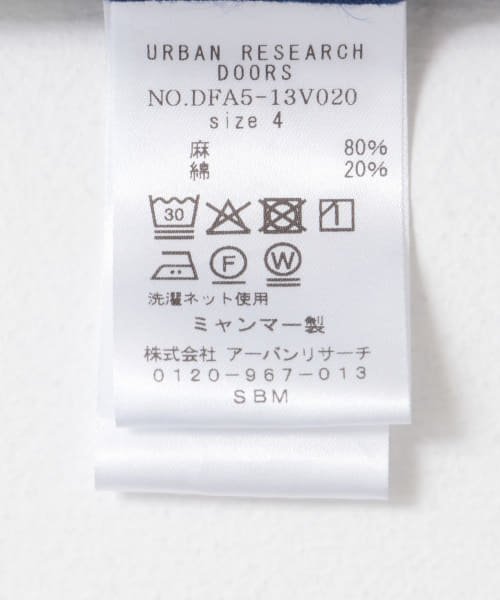 URBAN RESEARCH
DOORS
NO.DFA5-13V020
size 4
麻 80%
綿 20%
30
F W
洗濯ネット使用
ミャンマー製
株式会社 アーバンリサーチ
0120-967-013
SBM